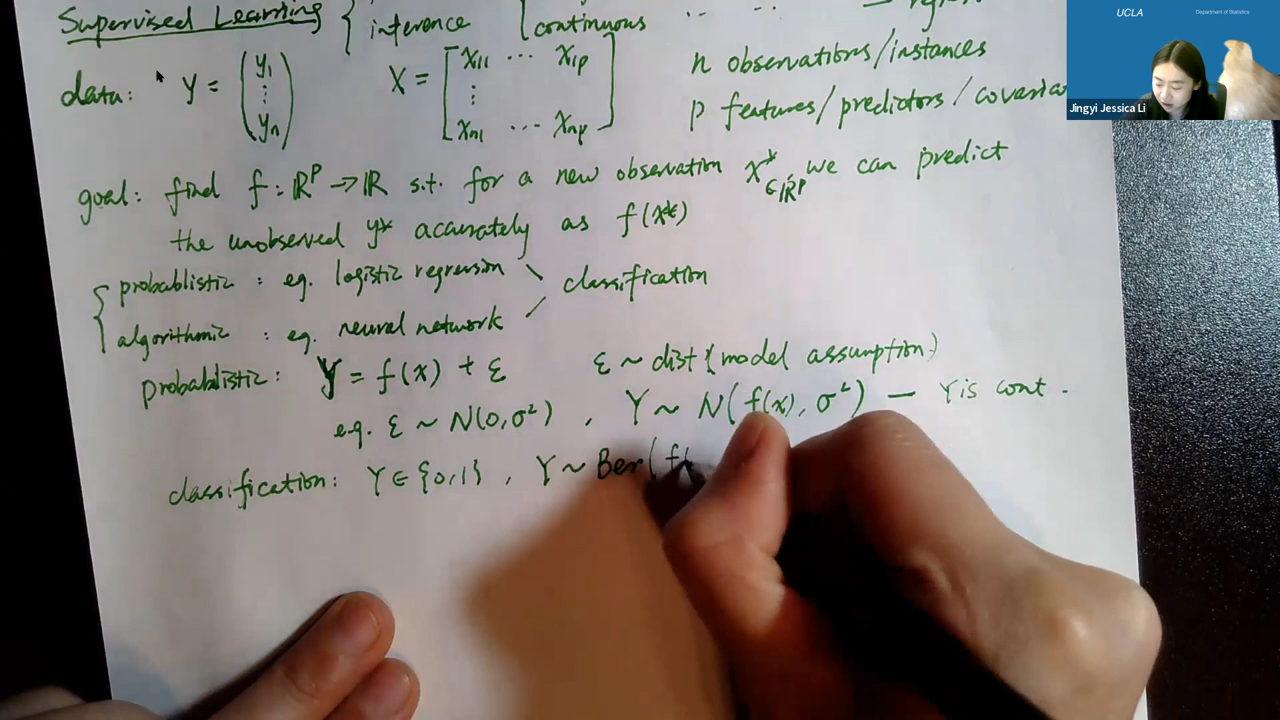 Supervised Learning { inference { continuous
data: Y = (y1 ⋮ yn) X = [x11 ... x1p ⋮ xn1 ... xnp] n observations/instances
p features/predictors/covaria
goal: find f: ℝᵖ → ℝ s.t. for a new observation x* ∈ℝᵖ, we can predict
the unobserved y* accurately as f(x*)
{ probablistic : eg. logistic regression \ classification
algorithmic : eg. neural network /
probablistic: Y = f(x) + ε ε ~ dist (model assumption)
e.g. ε ~ N(0,σ²) , Y ~ N(f(x), σ²) — Y is cont.
classification: Y ∈ {0,1} , Y ~ Ber(f(
UCLA
Department of Statistics
Jingyi Jessica Li